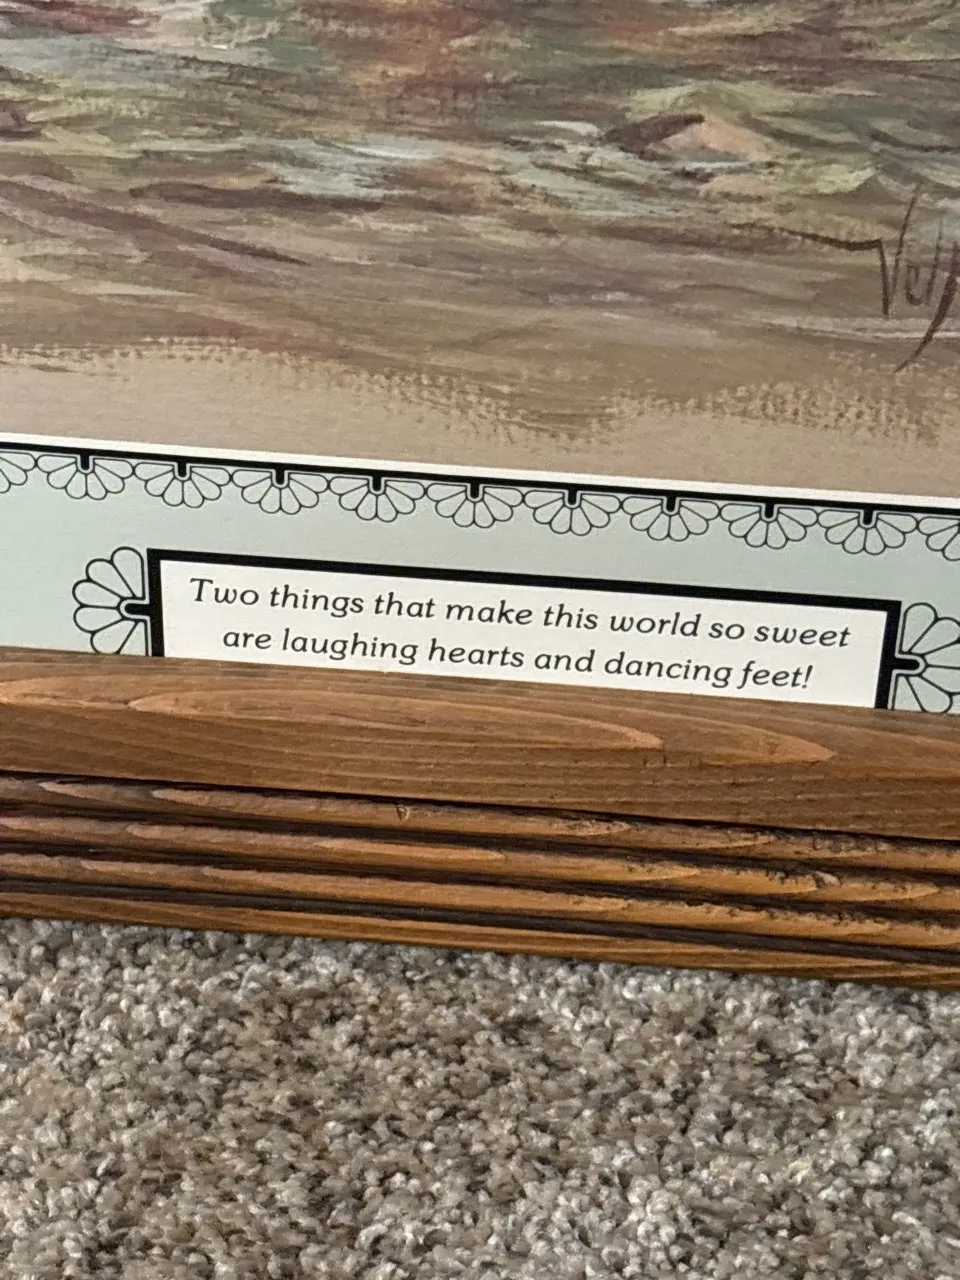 Two things that make this world so sweet
are laughing hearts and dancing feet!